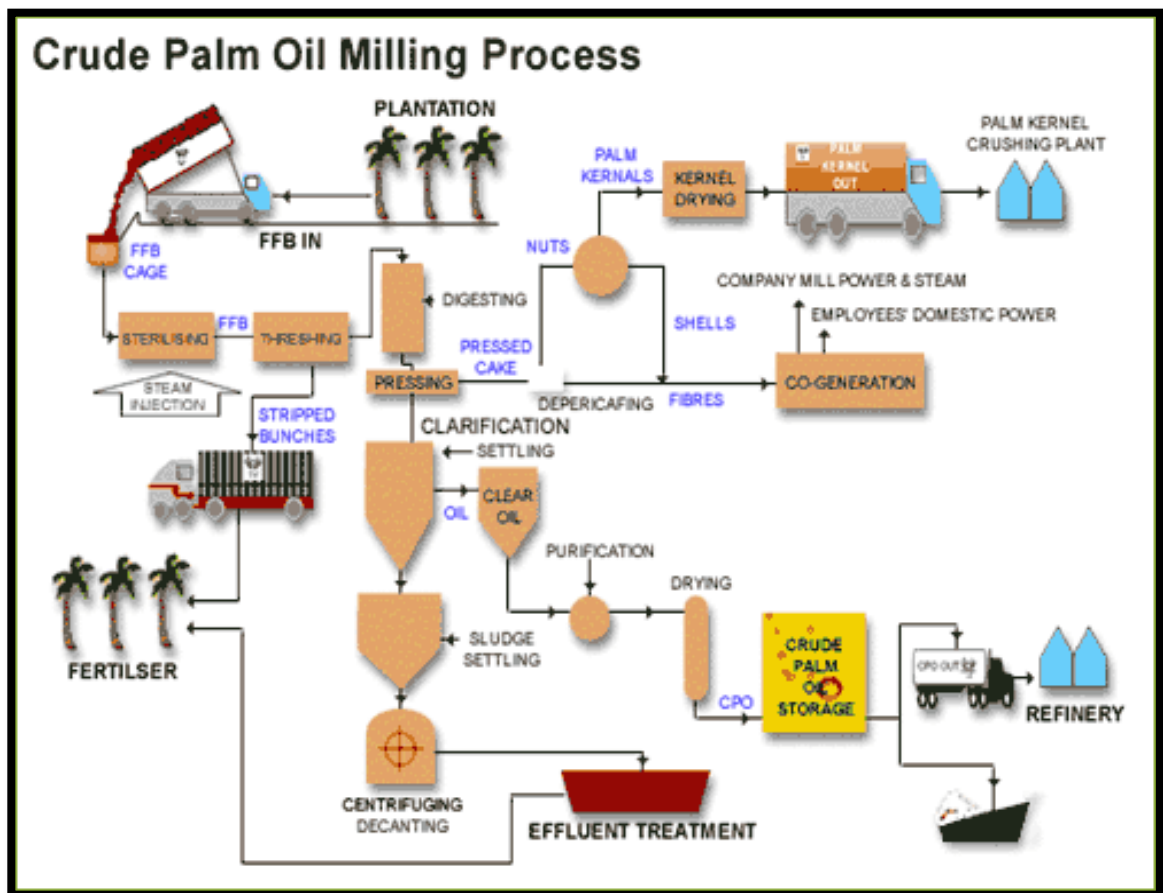 Crude Palm Oil Milling Process
PLANTATION
FFB IN
FFB
CAGE
STERILISING
FFB
THRESHING
STEAM
INJECTION
STRIPPED
BUNCHES
DIGESTING
PRESSING
PRESSED
CAKE
NUTS
PALM
KERNALS
KERNEL
DRYING
PALM
KERNEL
OUT
PALM KERNEL
CRUSHING PLANT
SHELLS
DEPERICAFING
FIBRES
COMPANY MILL POWER & STEAM
EMPLOYEES' DOMESTIC POWER
CO-GENERATION
CLARIFICATION
SETTLING
OIL
CLEAR
OIL
PURIFICATION
DRYING
SLUDGE
SETTLING
CENTRIFUGING
DECANTING
EFFLUENT TREATMENT
FERTILSER
CPO
CRUDE
PALM
OIL
STORAGE
CPO OUT
REFINERY